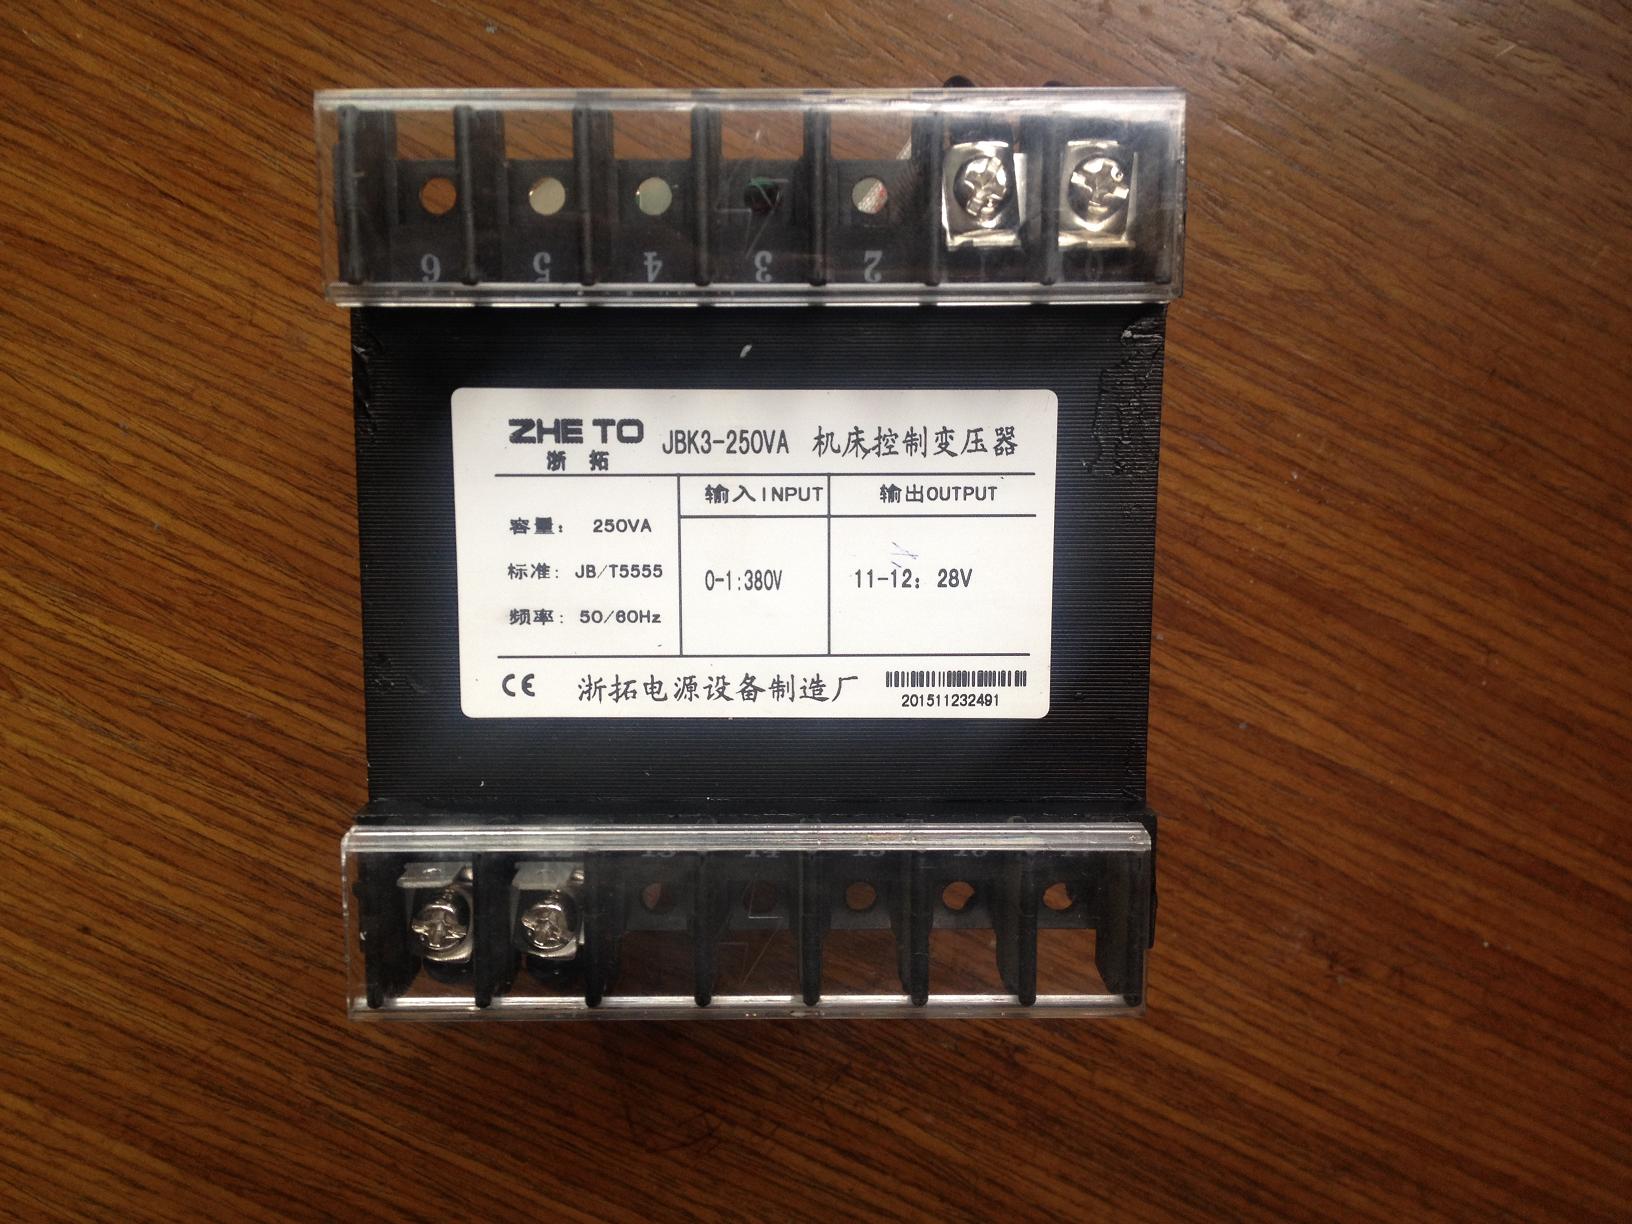 6 5 4 3 2
ZHE TO
浙 拓
JBK3-250VA 机床控制变压器
输入INPUT 输出OUTPUT
容量: 250VA
标准: JB/T5555
频率: 50/60Hz
0-1:380V
11-12: 28V
CE 浙拓电源设备制造厂
201511232491
13 14 15 16